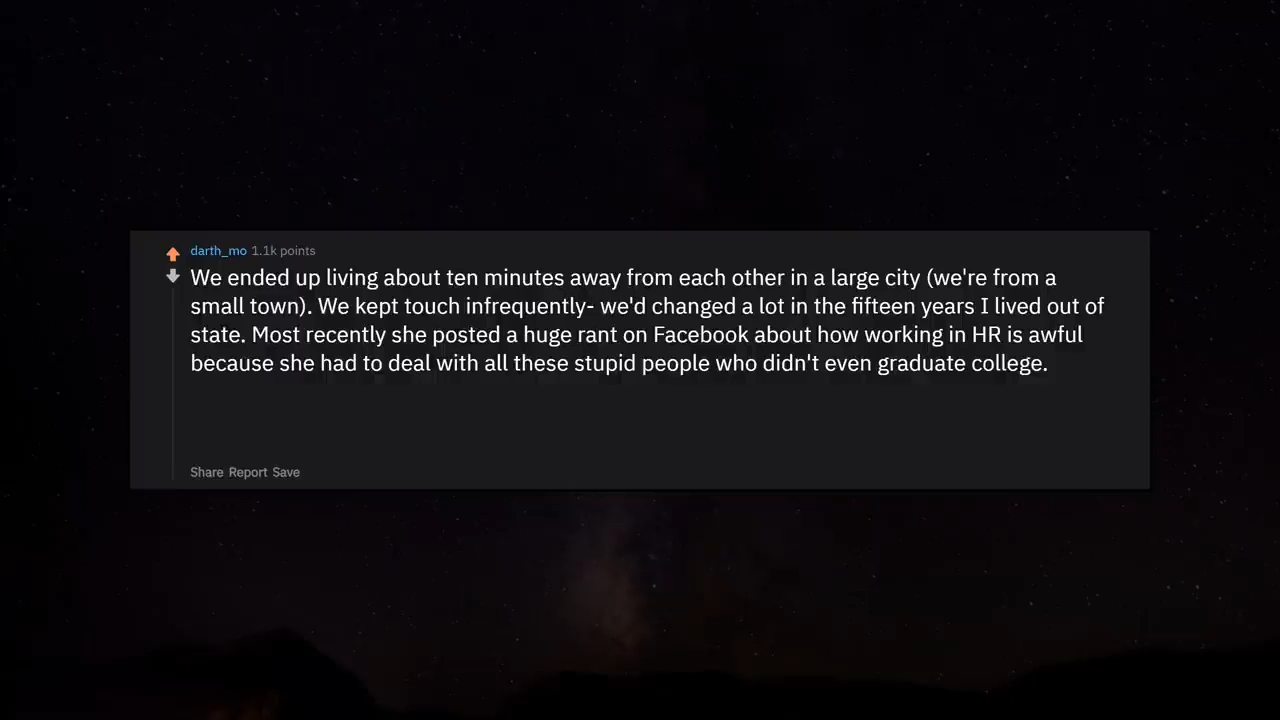 darth_mo 1.1k points
We ended up living about ten minutes away from each other in a large city (we're from a
small town). We kept touch infrequently- we'd changed a lot in the fifteen years I lived out of
state. Most recently she posted a huge rant on Facebook about how working in HR is awful
because she had to deal with all these stupid people who didn't even graduate college.
Share Report Save